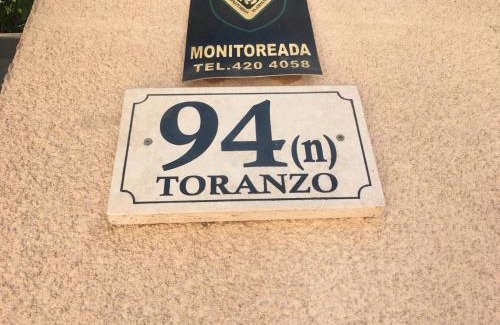 MONITOREADA
TEL.420 4058
94(n)
TORANZO